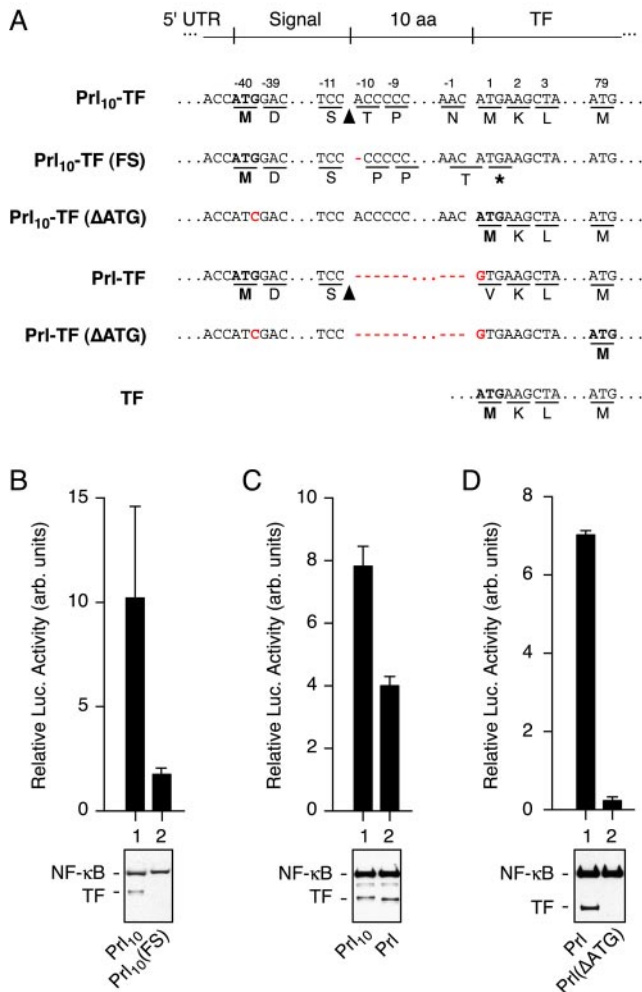 A
5' UTR Signal 10 aa TF
... ...
-40 -39 -11 -10 -9 -1 1 2 3 79
Prl10-TF ...ACCATGGAC...TCC ACCCCC...AAC ATGAAGCTA...ATG...
M D S T P N M K L M
Prl10-TF (FS) ...ACCATGGAC...TCC -CCCCC...AAC ATGAAGCTA...ATG...
M D S P P T *
Prl10-TF (ΔATG) ...ACCATCGAC...TCC ACCCCC...AAC ATGAAGCTA...ATG...
M K L M
Prl-TF ...ACCATGGAC...TCC ------...--- GTGAAGCTA...ATG...
M D S V K L M
Prl-TF (ΔATG) ...ACCATCGAC...TCC ------...--- GTGAAGCTA...ATG...
M
TF ...ATGAAGCTA...ATG...
M K L M
B
Relative Luc. Activity (arb. units)
15
10
5
0
1 2
NF-κB -
TF -
Prl10
Prl10(FS)
C
Relative Luc. Activity (arb. units)
10
8
6
4
2
0
1 2
NF-κB -
TF -
Prl10
Prl
D
Relative Luc. Activity (arb. units)
8
6
4
2
0
1 2
NF-κB -
TF -
Prl
Prl(ΔATG)